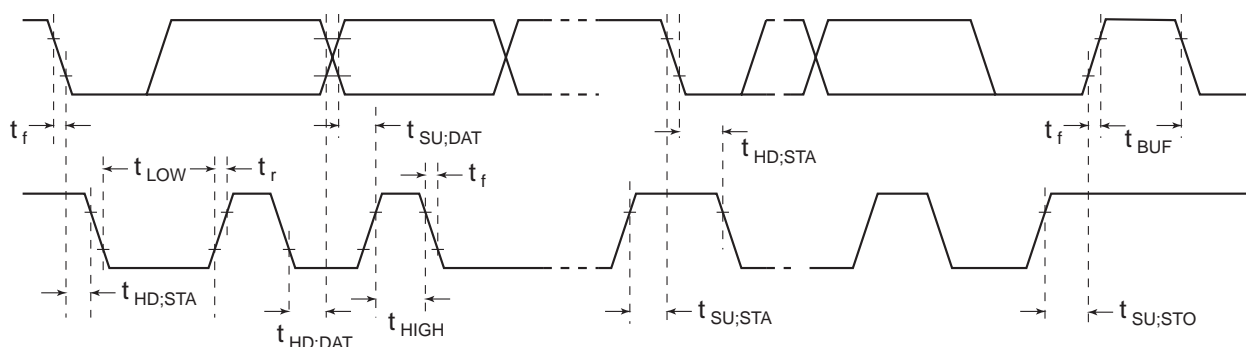 t f
t SU;DAT
t HD;STA
t f
t BUF
t LOW
t r
t f
t HD;STA
t HD;DAT
t HIGH
t SU;STA
t SU;STO